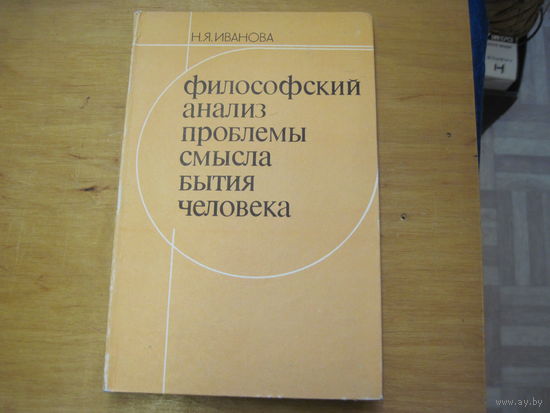 Н.Я.ИВАНОВА
философский
анализ
проблемы
смысла
бытия
человека
www.ay.by